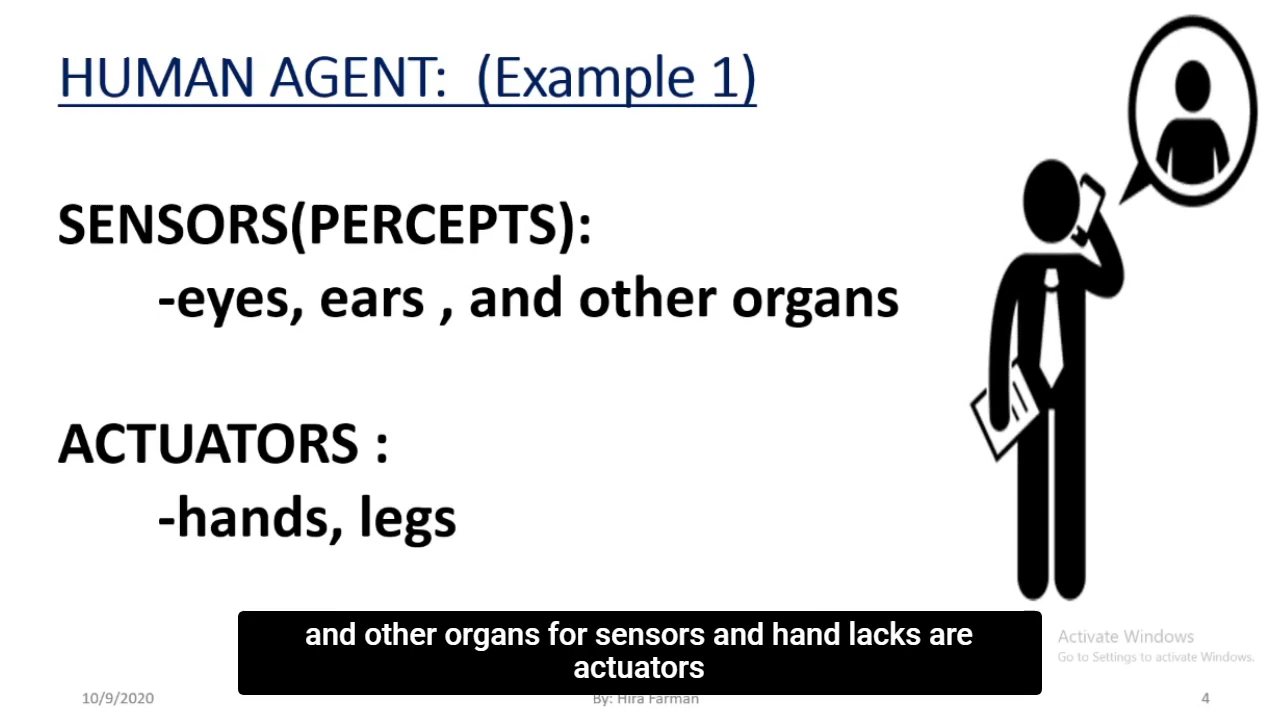 HUMAN AGENT: (Example 1)
SENSORS(PERCEPTS):
-eyes, ears , and other organs
ACTUATORS :
-hands, legs
and other organs for sensors and hand lacks are
actuators
Activate Windows
Go to Settings to activate Windows.
10/9/2020
By: Hira Farman
4